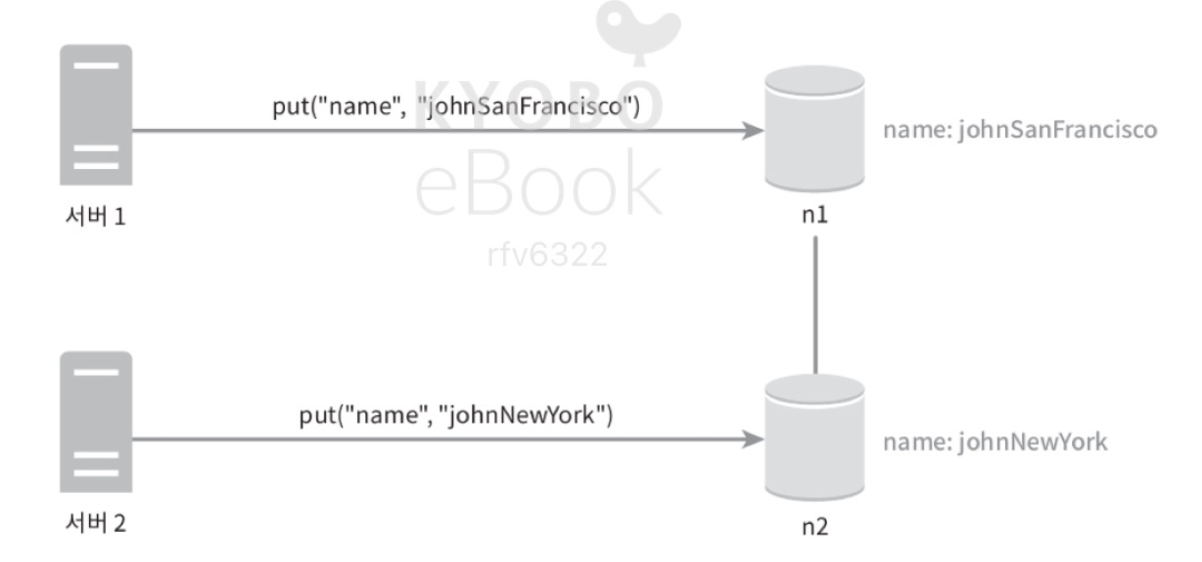 put("name", "johnSanFrancisco")
KYOBO
name: johnSanFrancisco
eBook
서버 1
n1
rfv6322
put("name", "johnNewYork")
name: johnNewYork
서버 2
n2